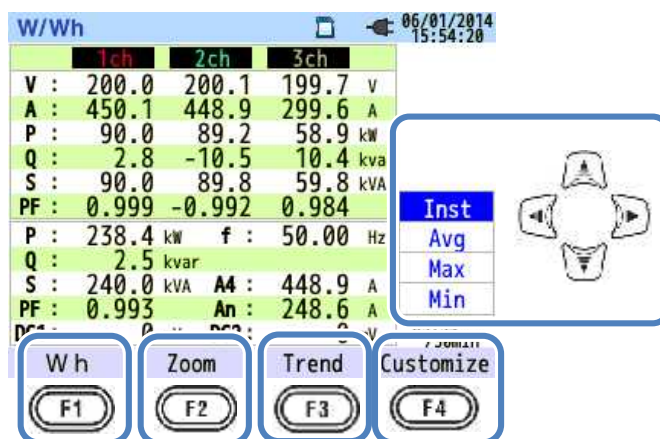 W/Wh 06/01/2014
15:54:20
1ch 2ch 3ch
V : 200.0 200.1 199.7 V
A : 450.1 448.9 299.6 A
P : 90.0 89.2 58.9 kW
Q : 2.8 -10.5 10.4 kva
S : 90.0 89.8 59.8 kVA
PF : 0.999 -0.992 0.984
P : 238.4 kW f : 50.00 Hz
Q : 2.5 kvar
S : 240.0 kVA A4 : 448.9 A
PF : 0.993 An : 248.6 A
Inst
Avg
Max
Min
Wh Zoom Trend Customize
F1 F2 F3 F4